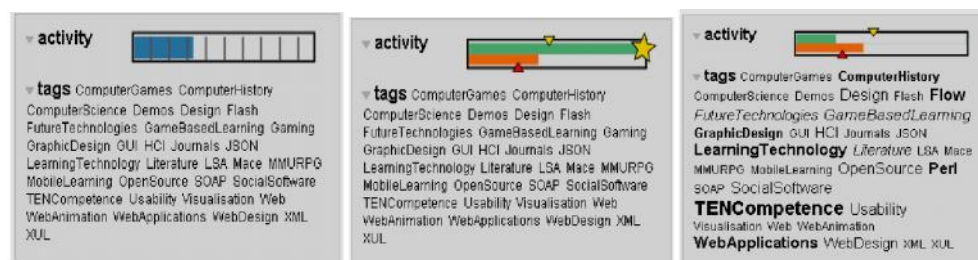 activity
tags ComputerGames ComputerHistory
ComputerScience Demos Design Flash
FutureTechnologies GameBasedLearning Gaming
GraphicDesign GUI HCI Journals JSON
LearningTechnology Literature LSA Mace MMURPG
MobileLearning OpenSource SOAP SocialSoftware
TENCompetence Usability Visualisation Web
WebAnimation WebApplications WebDesign XML
XUL
activity
tags ComputerGames ComputerHistory
ComputerScience Demos Design Flash
FutureTechnologies GameBasedLearning Gaming
GraphicDesign GUI HCI Journals JSON
LearningTechnology Literature LSA Mace MMURPG
MobileLearning OpenSource SOAP SocialSoftware
TENCompetence Usability Visualisation Web
WebAnimation WebApplications WebDesign XML
XUL
activity
tags ComputerGames ComputerHistory
ComputerScience Demos Design Flash Flow
FutureTechnologies GameBasedLearning
GraphicDesign GUI HCI Journals JSON
LearningTechnology Literature LSA Mace
MMURPG MobileLearning OpenSource Perl
SOAP SocialSoftware
TENCompetence Usability
Visualisation Web WebAnimation
WebApplications WebDesign XML XUL